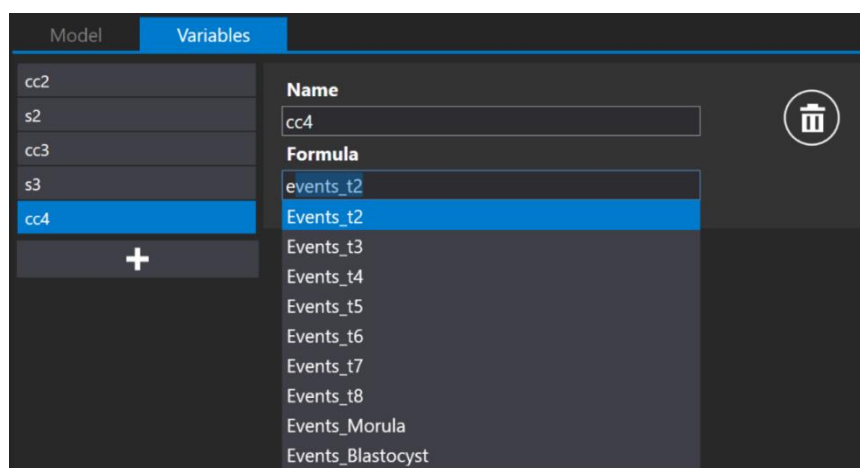 Model Variables
cc2
s2
cc3
s3
cc4
Name
cc4
Formula
events_t2
Events_t2
Events_t3
Events_t4
Events_t5
Events_t6
Events_t7
Events_t8
Events_Morula
Events_Blastocyst